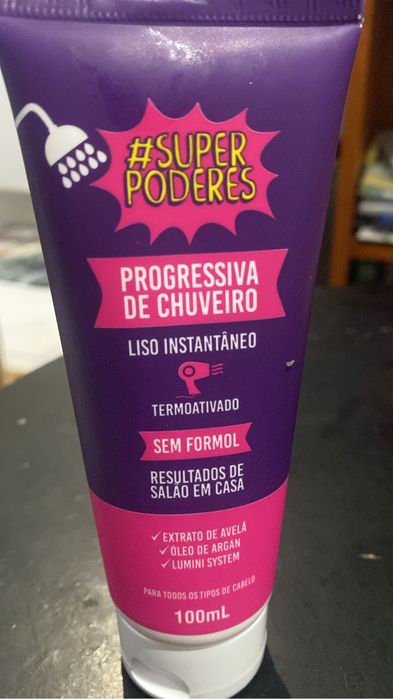 #SUPER
PODERES
PROGRESSIVA
DE CHUVEIRO
LISO INSTANTÂNEO
TERMOATIVADO
SEM FORMOL
RESULTADOS DE
SALÃO EM CASA
✓ EXTRATO DE AVELÃ
✓ ÓLEO DE ARGAN
✓ LUMINI SYSTEM
PARA TODOS OS TIPOS DE CABELO
100mL